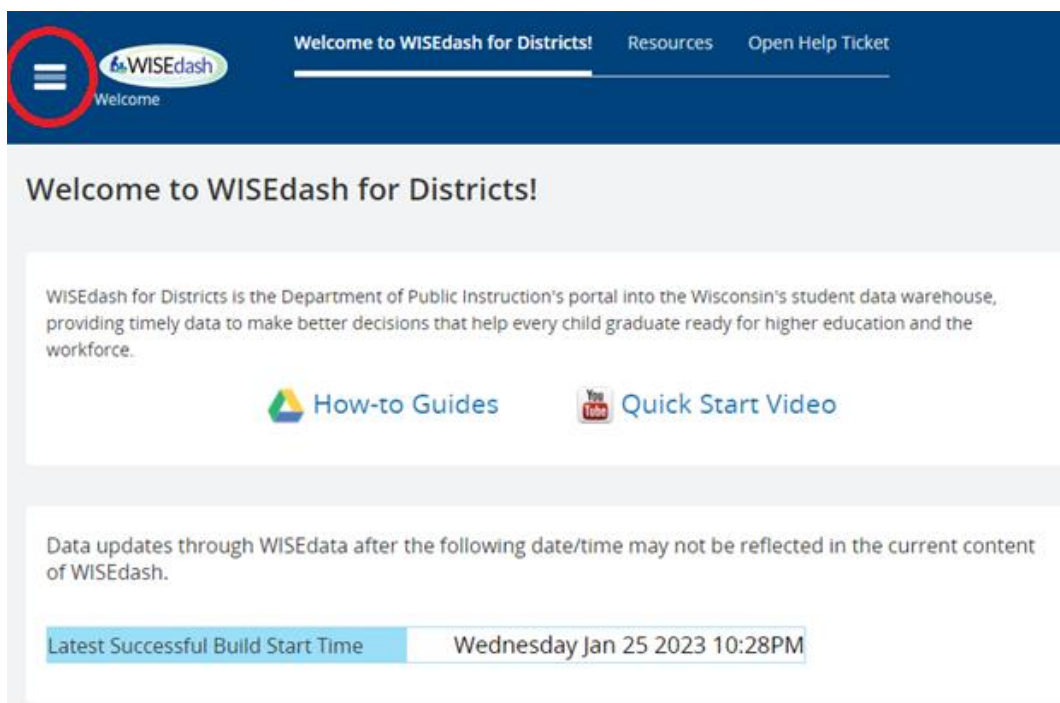 Welcome to WISEdash for Districts! Resources Open Help Ticket
WISEdash
Welcome
Welcome to WISEdash for Districts!
WISEdash for Districts is the Department of Public Instruction's portal into the Wisconsin's student data warehouse,
providing timely data to make better decisions that help every child graduate ready for higher education and the
workforce.
How-to Guides You Tube Quick Start Video
Data updates through WISEdata after the following date/time may not be reflected in the current content
of WISEdash.
Latest Successful Build Start Time Wednesday Jan 25 2023 10:28PM